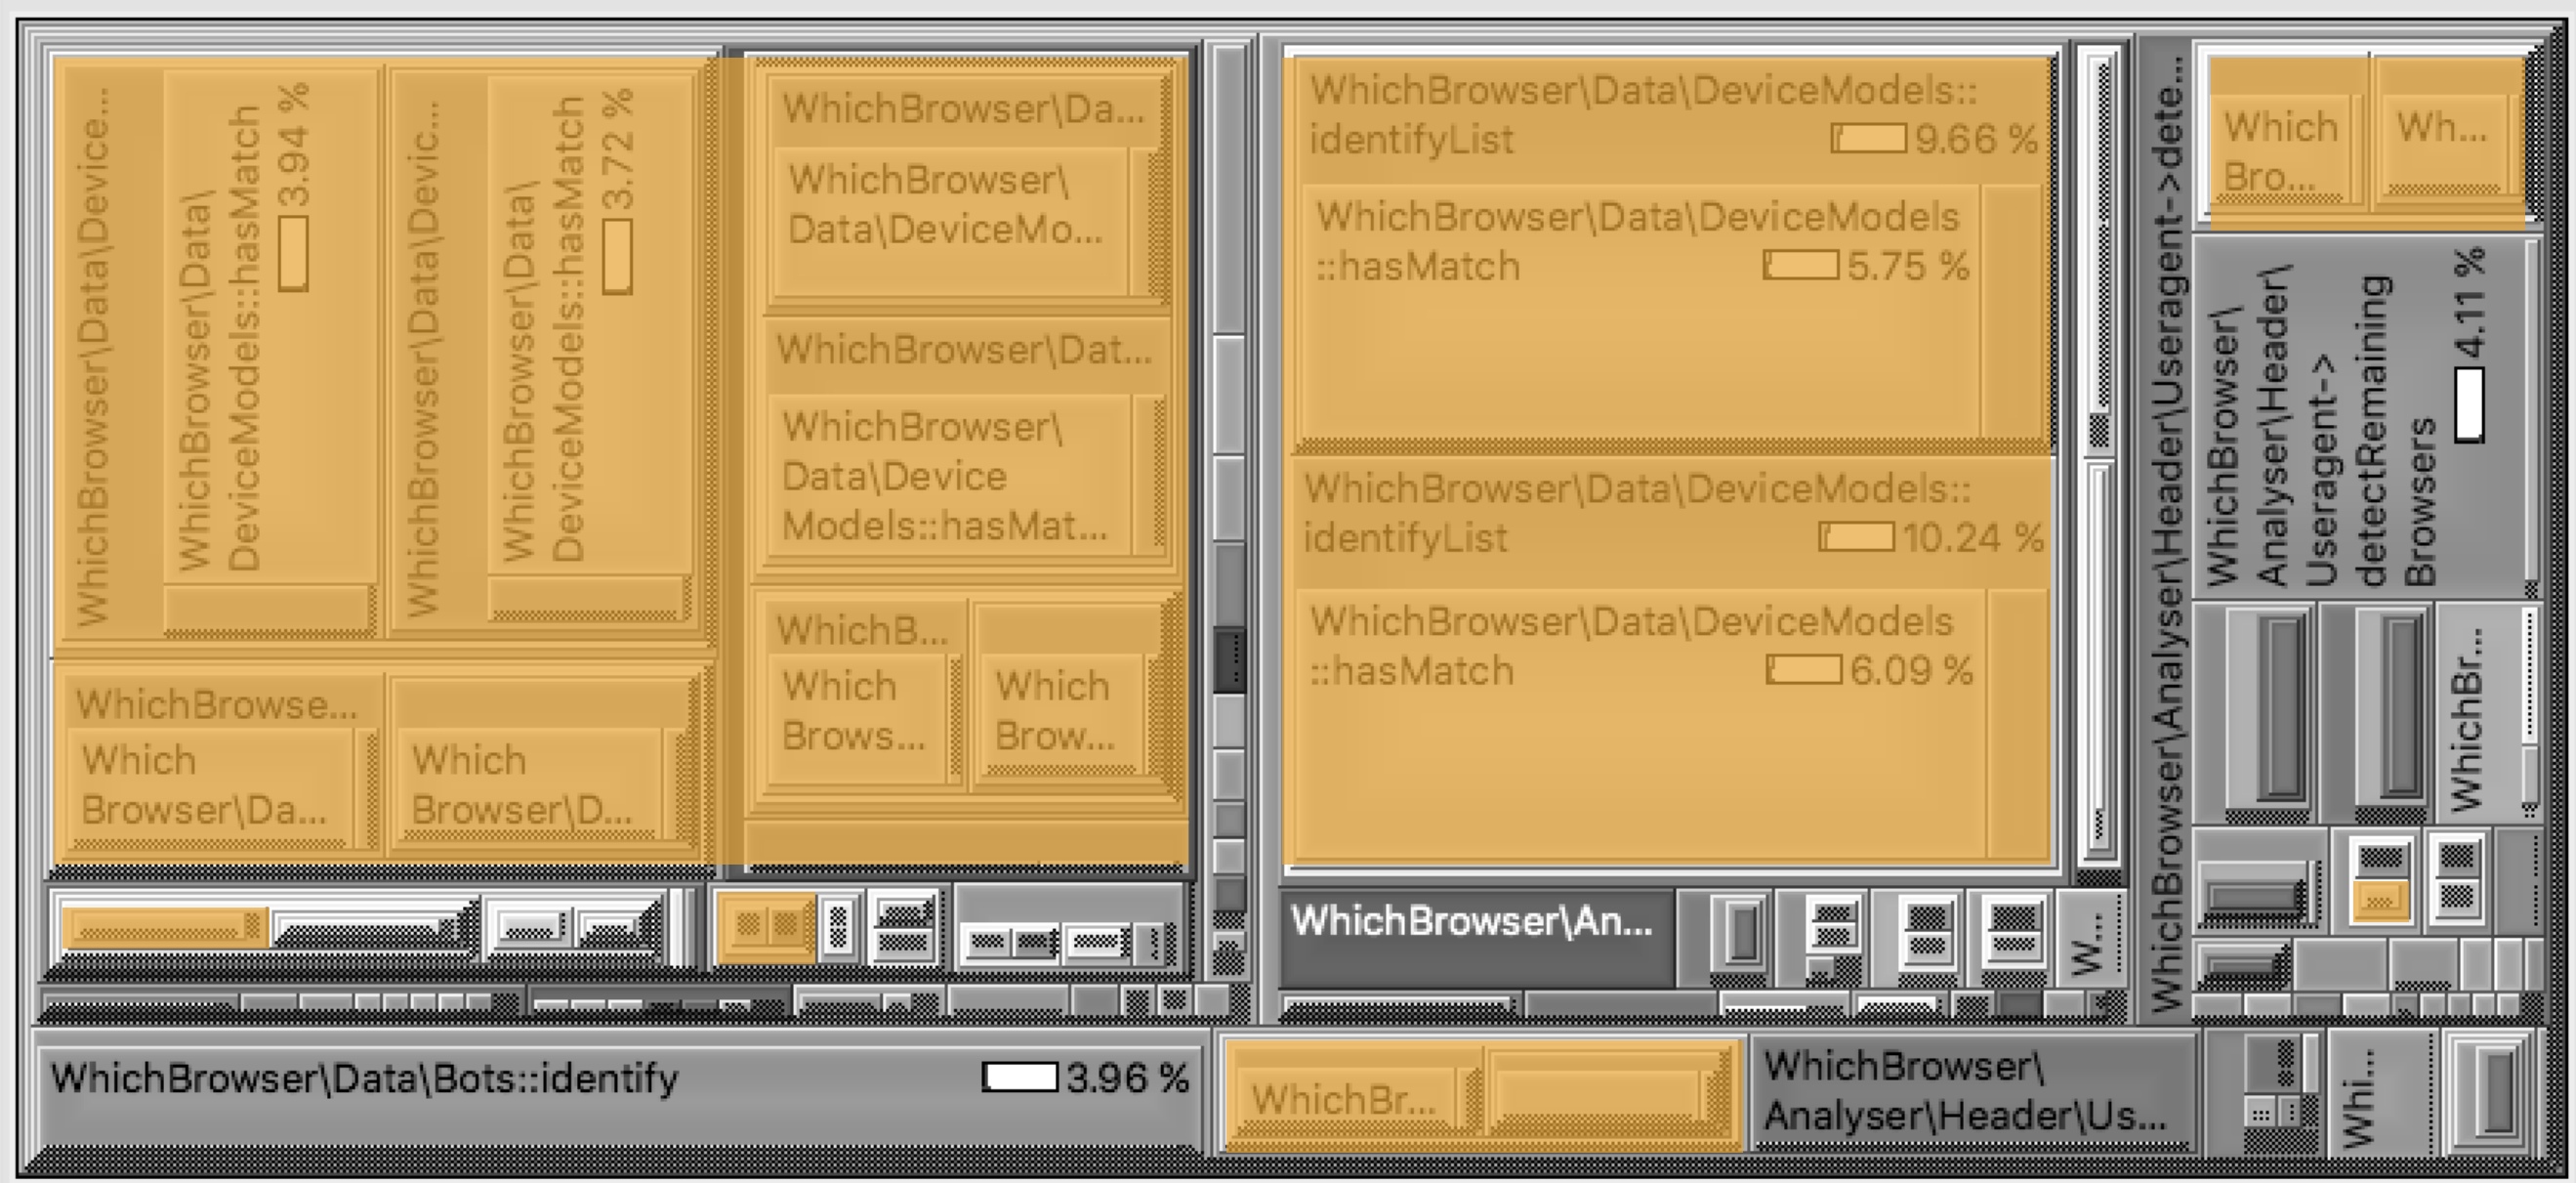 WhichBrowser\Data\Device...
WhichBrowser\Data\
DeviceModels::hasMatch
3.94 %
WhichBrowser\Data\Devic...
WhichBrowser\Data\
DeviceModels::hasMatch
3.72 %
WhichBrowse...
Which
Browser\Da...
Which
Browser\D...
WhichBrowser\Da...
WhichBrowser\
Data\DeviceMo...
WhichBrowser\Dat...
WhichBrowser\
Data\Device
Models::hasMat...
WhichB...
Which
Brows...
Which
Brow...
WhichBrowser\Data\DeviceModels::
identifyList 9.66 %
WhichBrowser\Data\DeviceModels
::hasMatch 5.75 %
WhichBrowser\Data\DeviceModels::
identifyList 10.24 %
WhichBrowser\Data\DeviceModels
::hasMatch 6.09 %
WhichBrowser\An...
W...
WhichBrowser\Analyser\Header\Useragent->dete...
Which
Bro...
Wh...
WhichBrowser\
Analyser\Header\
Useragent->
detectRemaining
Browsers
4.11 %
WhichBr...
WhichBrowser\Data\Bots::identify 3.96 %
WhichBr...
WhichBrowser\
Analyser\Header\Us...
Whi...